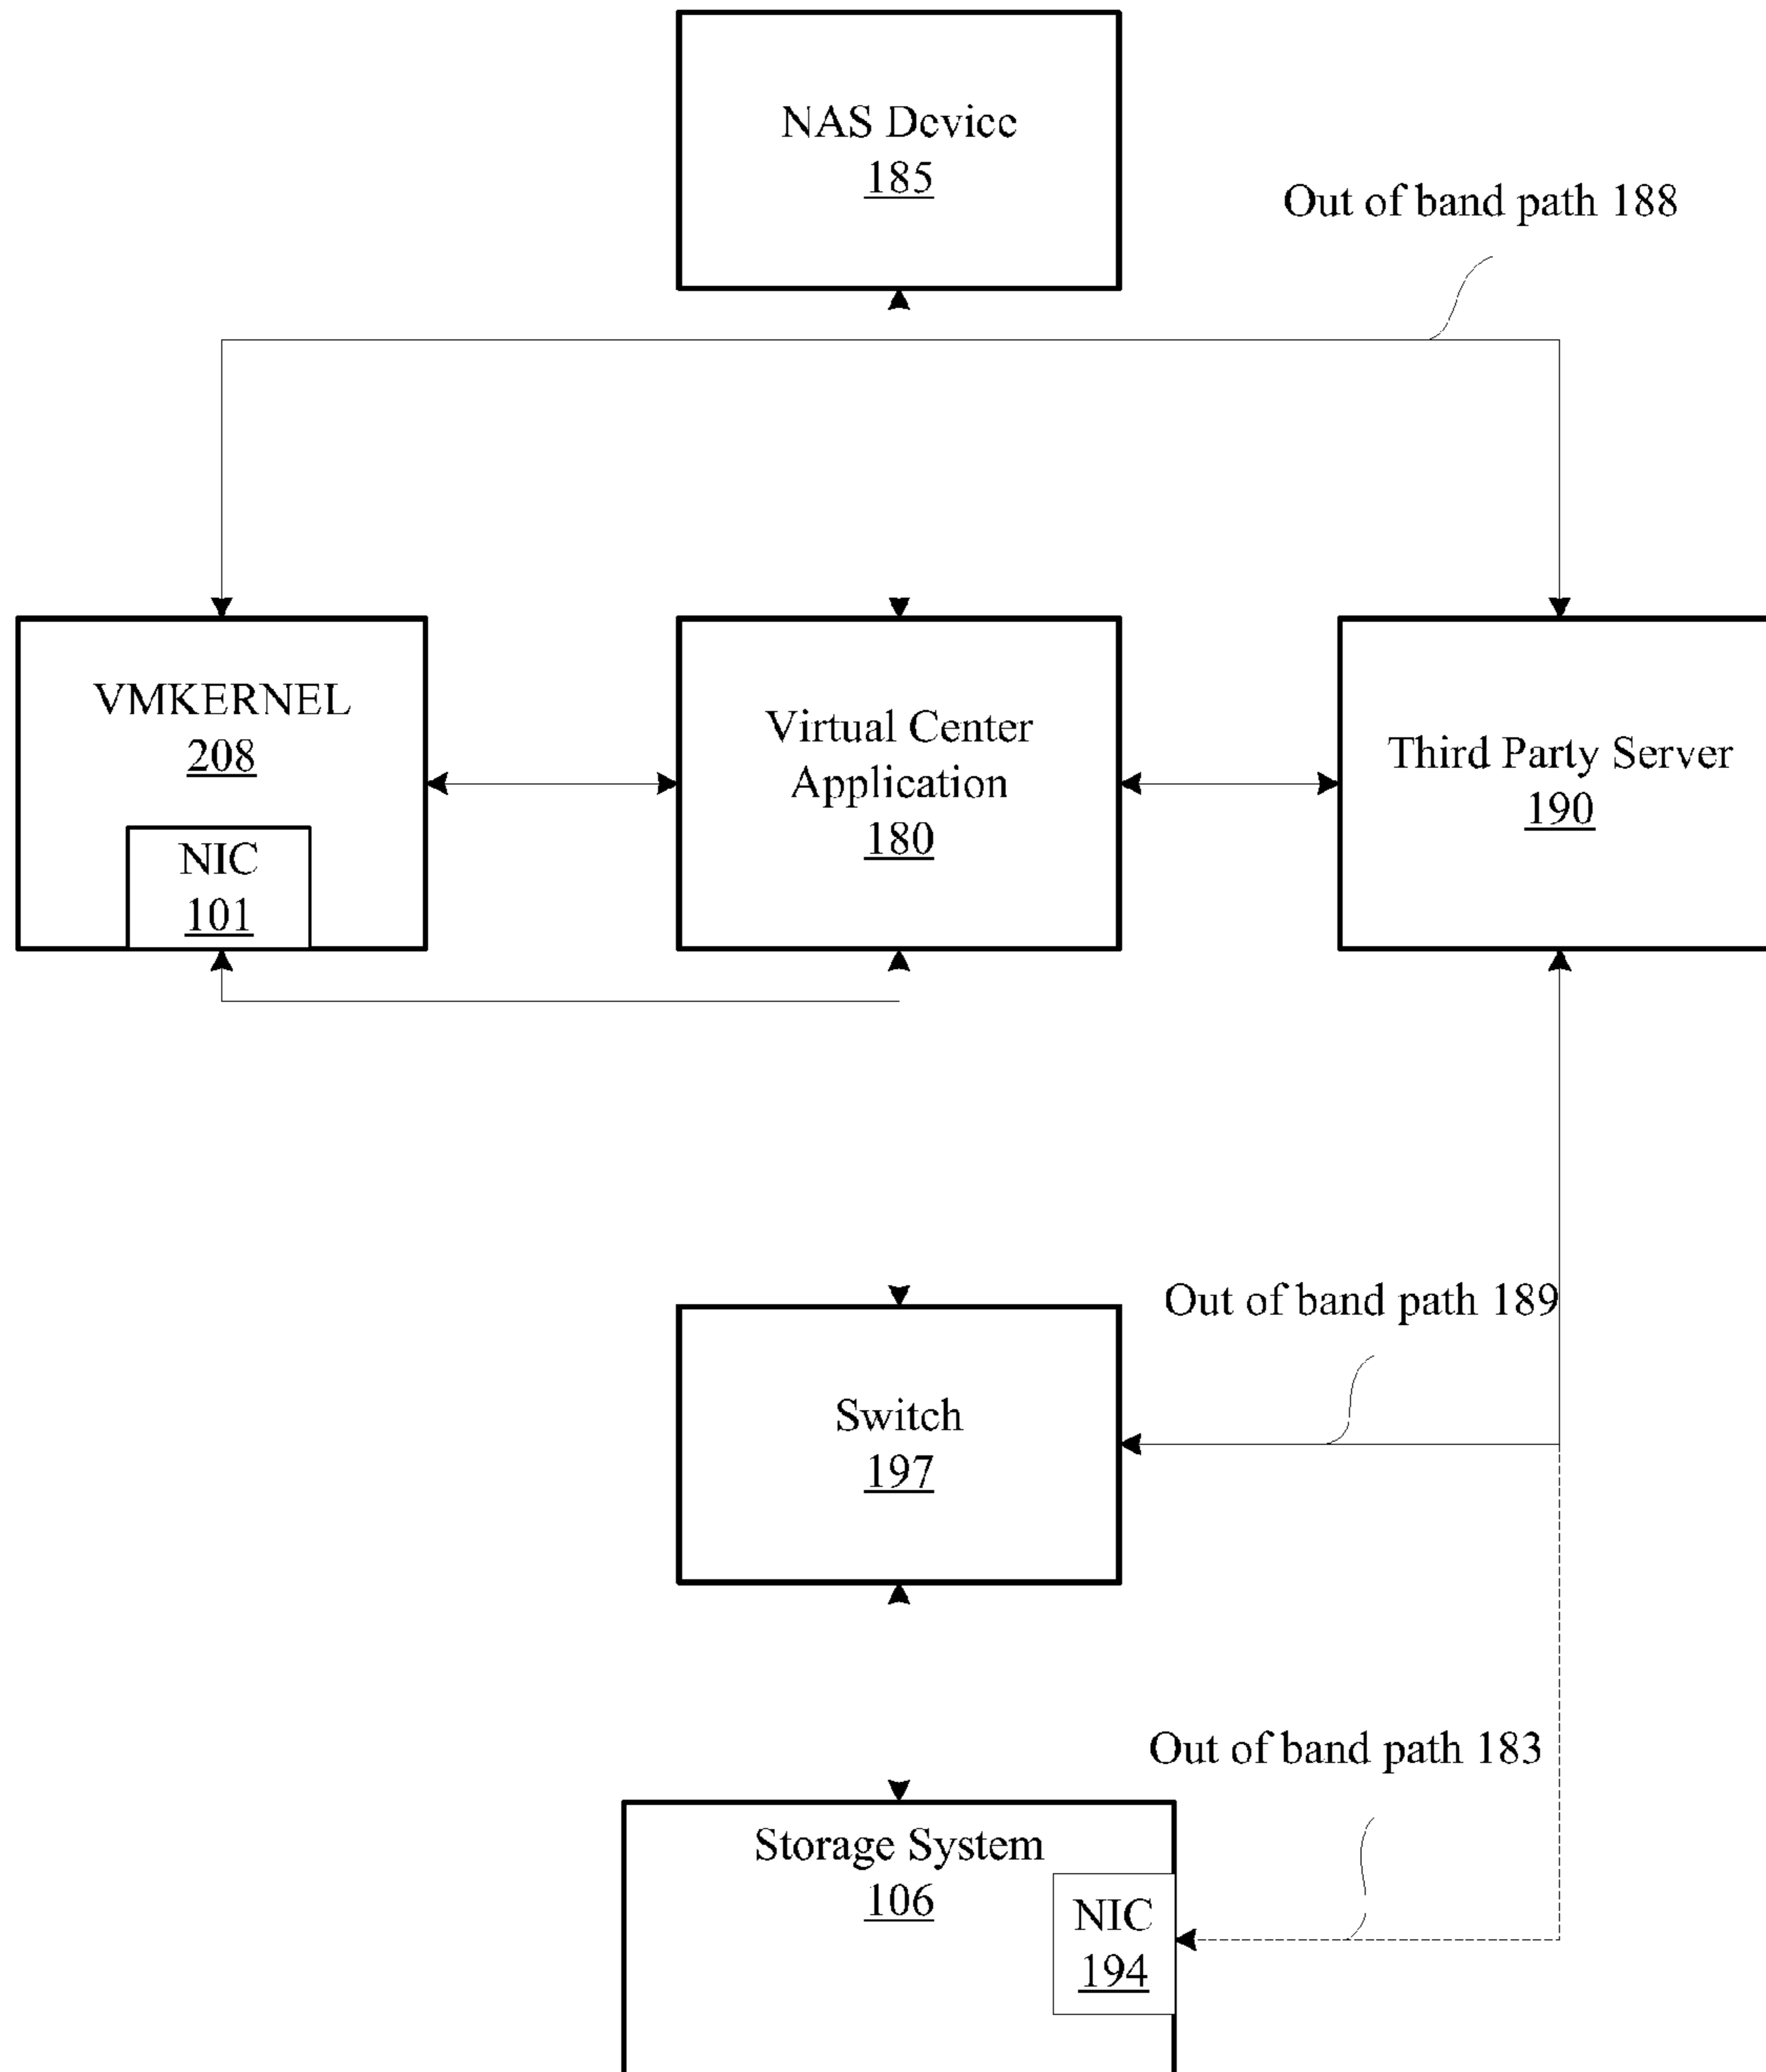 NAS Device
185
Out of band path 188
VMKERNEL
208
NIC
101
Virtual Center
Application
180
Third Party Server
190
Out of band path 189
Switch
197
Out of band path 183
Storage System
106
NIC
194